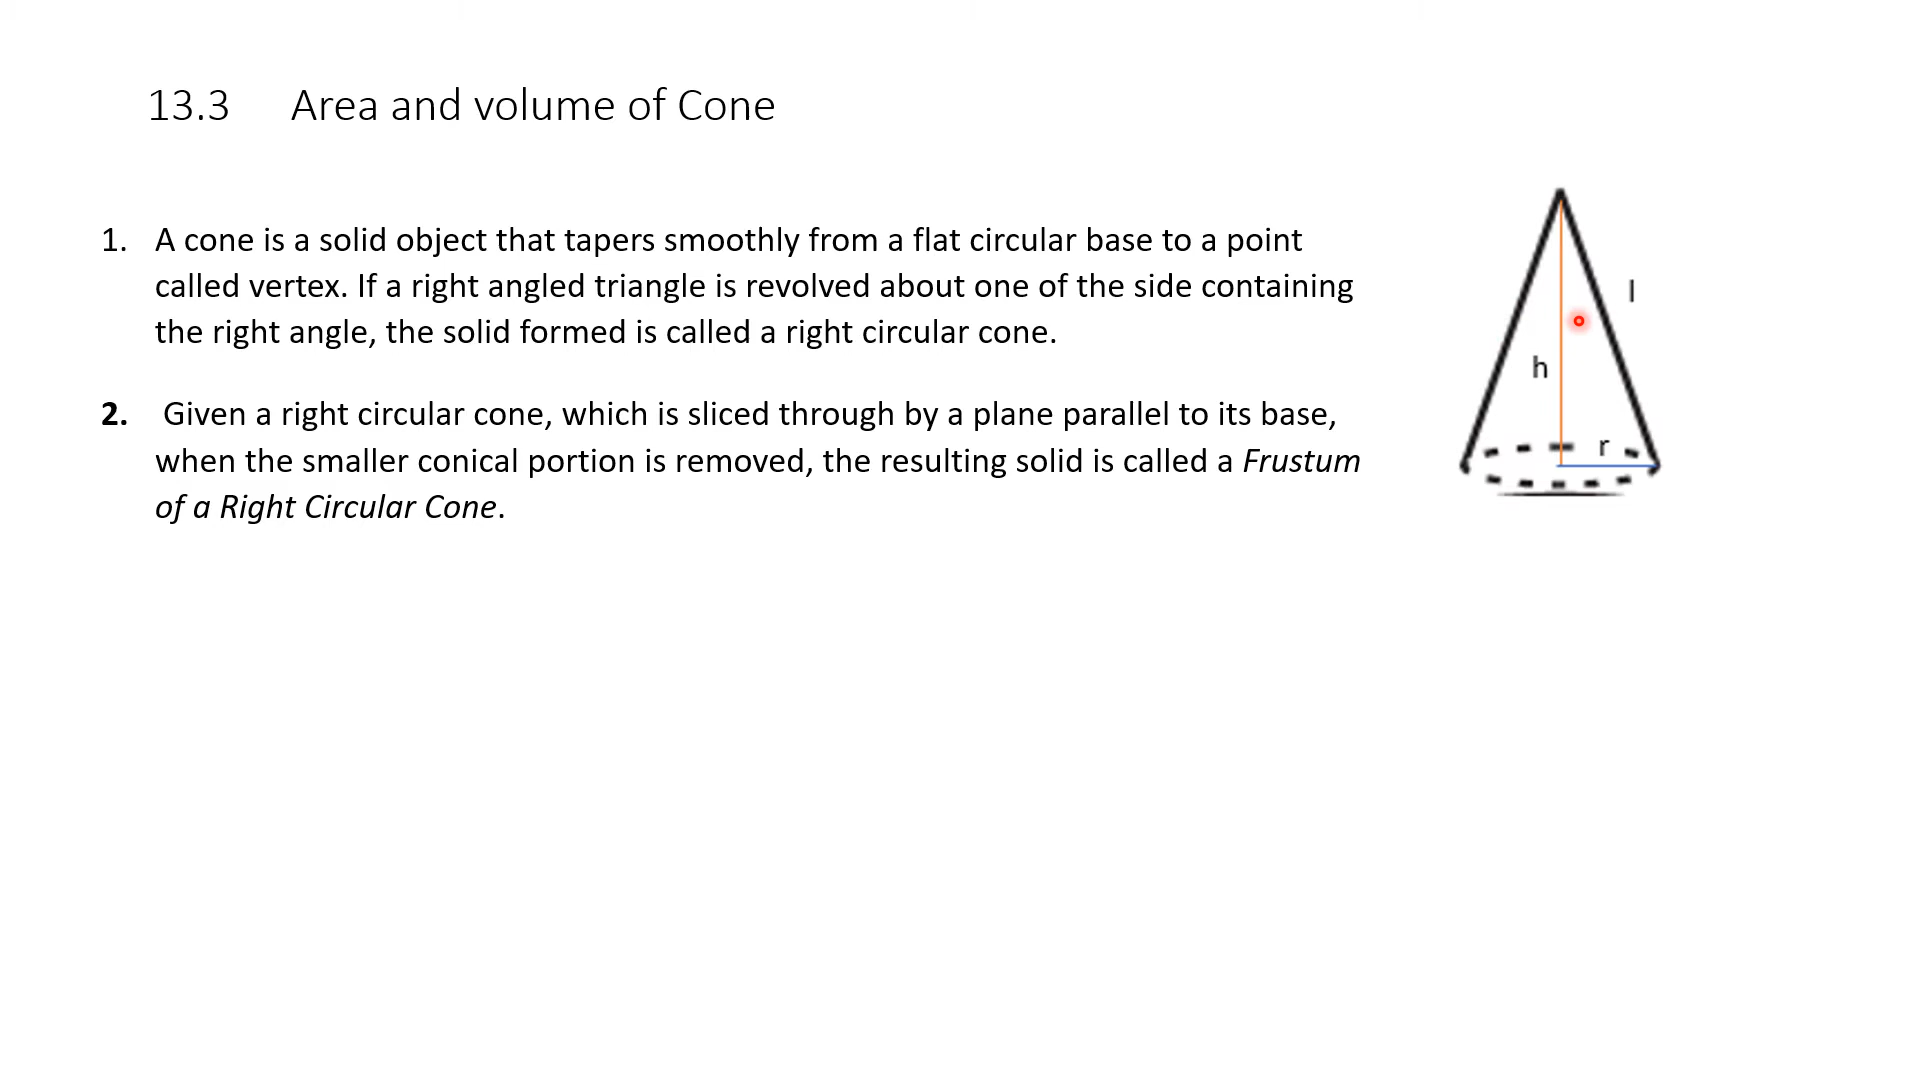 13.3 Area and volume of Cone
1. A cone is a solid object that tapers smoothly from a flat circular base to a point
called vertex. If a right angled triangle is revolved about one of the side containing
the right angle, the solid formed is called a right circular cone.
2. Given a right circular cone, which is sliced through by a plane parallel to its base,
when the smaller conical portion is removed, the resulting solid is called a Frustum
of a Right Circular Cone.
l
h
r